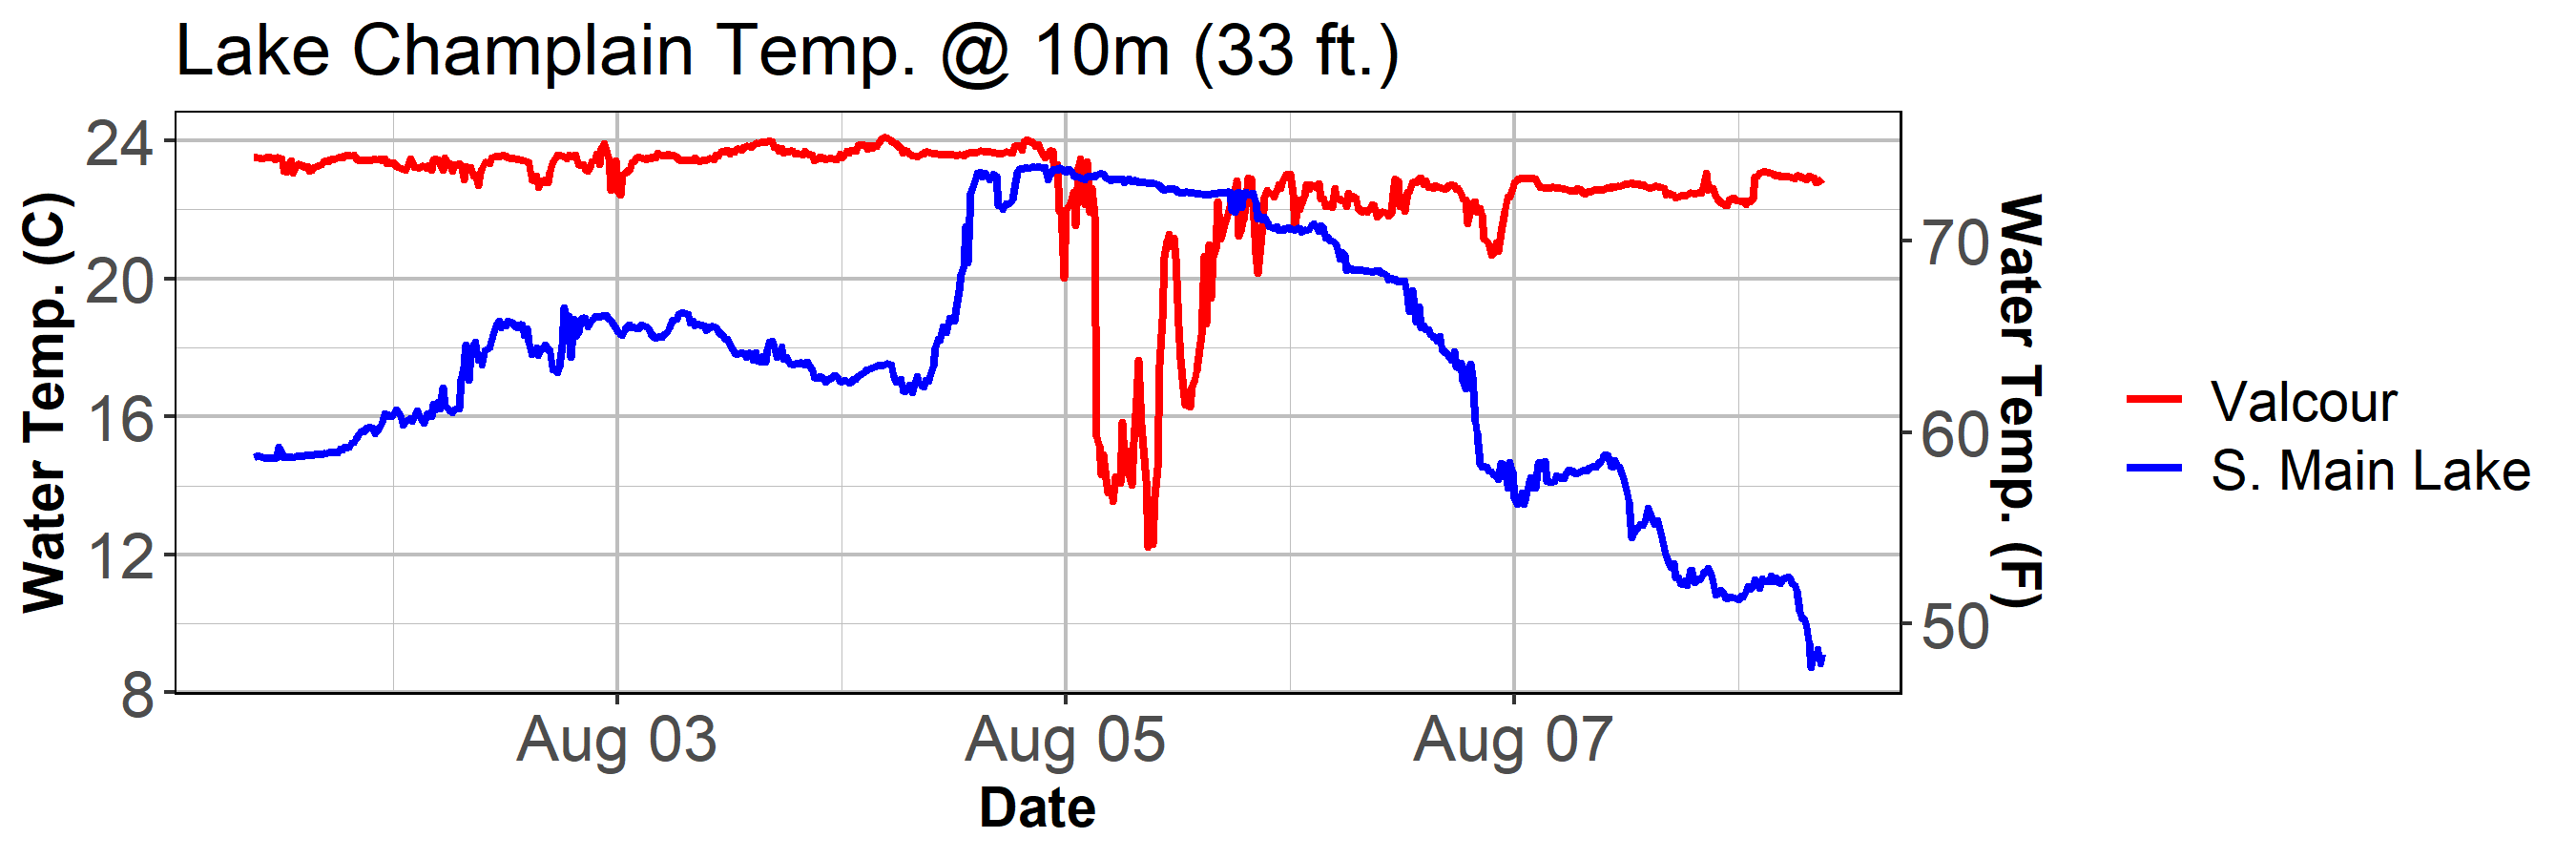 Lake Champlain Temp. @ 10m (33 ft.)
Water Temp. (C)
24
20
16
12
8
70
60
50
Water Temp. (F)
Aug 03
Aug 05
Aug 07
Date
Valcour
S. Main Lake